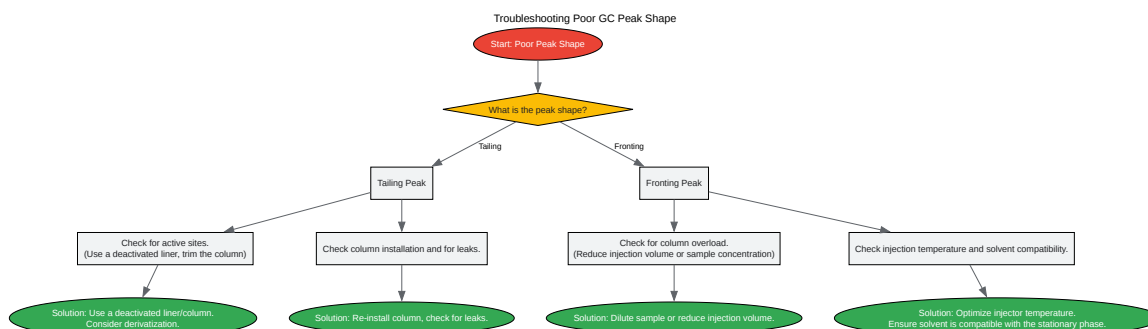 Troubleshooting Poor GC Peak Shape
Start: Poor Peak Shape
What is the peak shape?
Tailing
Fronting
Tailing Peak
Fronting Peak
Check for active sites.
(Use a deactivated liner, trim the column)
Check column installation and for leaks.
Check for column overload.
(Reduce injection volume or sample concentration)
Check injection temperature and solvent compatibility.
Solution: Use a deactivated liner/column.
Consider derivatization.
Solution: Re-install column, check for leaks.
Solution: Dilute sample or reduce injection volume.
Solution: Optimize injector temperature.
Ensure solvent is compatible with the stationary phase.